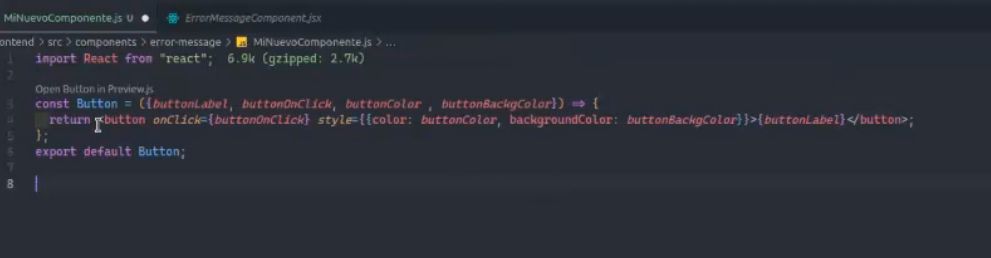 MiNuevoComponente.js U ● ErrorMessageComponent.jsx
ontend > src > components > error-message > JS MiNuevoComponente.js > ...
1 import React from "react"; 6.9k (gzipped: 2.7k)
2
Open Button in Preview.js
3 const Button = ({buttonLabel, buttonOnClick, buttonColor , buttonBackgColor}) => {
4 return <button onClick={buttonOnClick} style={{color: buttonColor, backgroundColor: buttonBackgColor}}>{buttonLabel}</button>;
5 };
6 export default Button;
7
8